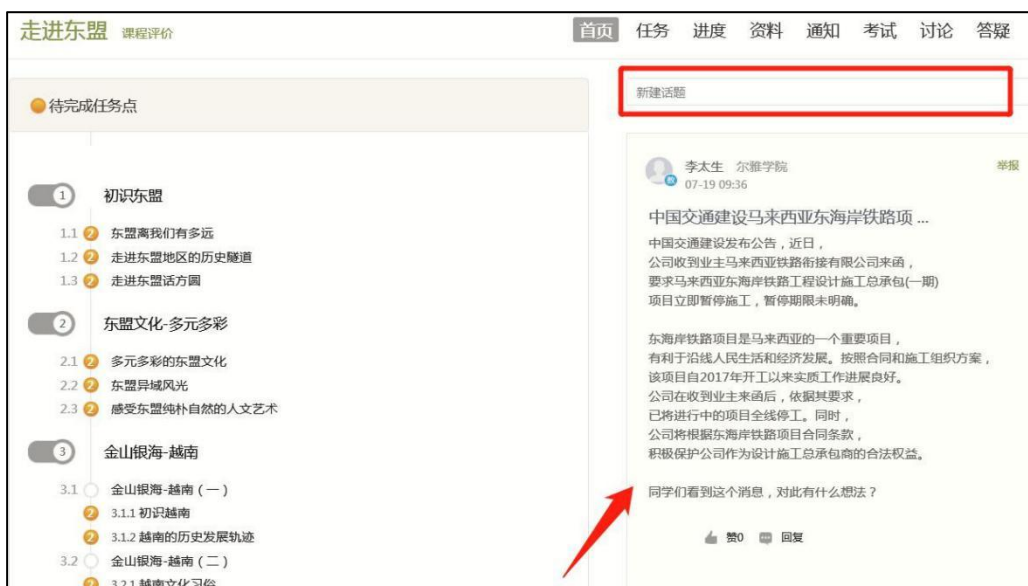 走进东盟 课程评价
首页 任务 进度 资料 通知 考试 讨论 答疑
待完成任务点
1 初识东盟
1.1 2 东盟离我们有多远
1.2 2 走进东盟地区的历史隧道
1.3 2 走进东盟话方圆
2 东盟文化-多元多彩
2.1 2 多元多彩的东盟文化
2.2 2 东盟异域风光
2.3 2 感受东盟纯朴自然的人文艺术
3 金山银海-越南
3.1 金山银海-越南（一）
2 3.1.1 初识越南
2 3.1.2 越南的历史发展轨迹
3.2 金山银海-越南（二）
2 3.2.1 越南文化习俗
新建话题
李太生 尔雅学院 举报
教 07-19 09:36
中国交通建设马来西亚东海岸铁路项 ...
中国交通建设发布公告，近日，
公司收到业主马来西亚铁路衔接有限公司来函，
要求马来西亚东海岸铁路工程设计施工总承包(一期)
项目立即暂停施工，暂停期限未明确。
东海岸铁路项目是马来西亚的一个重要项目，
有利于沿线人民生活和经济发展。按照合同和施工组织方案，
该项目自2017年开工以来实质工作进展良好。
公司在收到业主来函后，依据其要求，
已将进行中的项目全线停工。同时，
公司将根据东海岸铁路项目合同条款，
积极保护公司作为设计施工总承包商的合法权益。
同学们看到这个消息，对此有什么想法？
赞0 回复